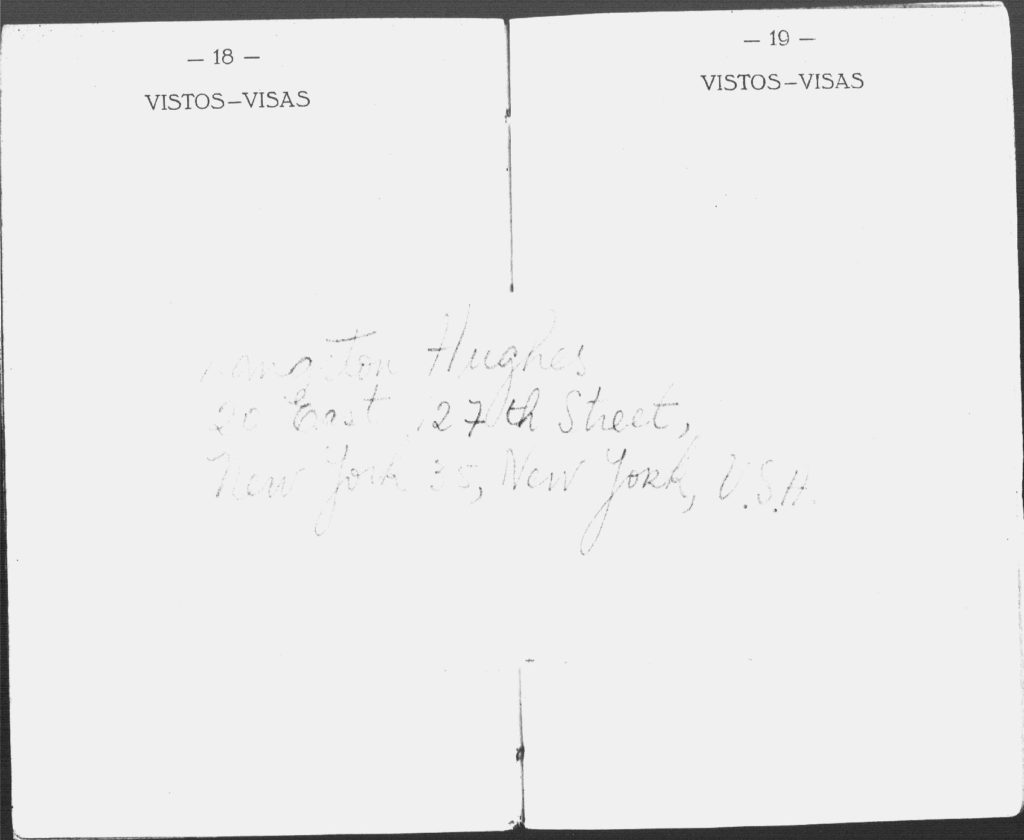 — 18 —
VISTOS–VISAS
— 19 —
VISTOS–VISAS
Langston Hughes
20 East 127th Street,
New York 35, New York, U.S.A.